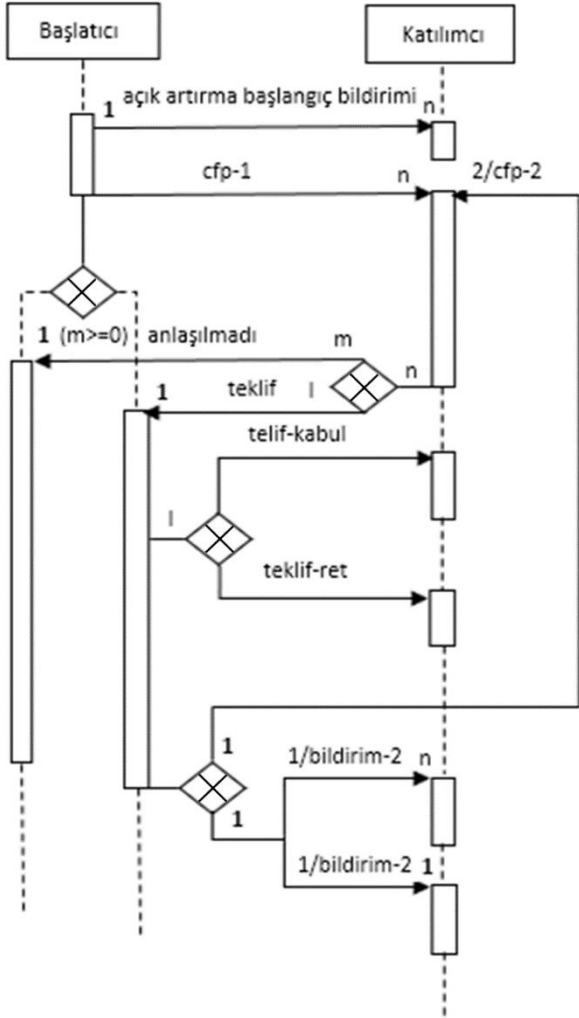 Başlatıcı
Katılımcı
1 açık artırma başlangıç bildirimi n
cfp-1 n 2/cfp-2
1 (m>=0) anlaşılmadı m
n
1 teklif l
telif-kabul
l
teklif-ret
1
1/bildirim-2 n
1
1/bildirim-2 1